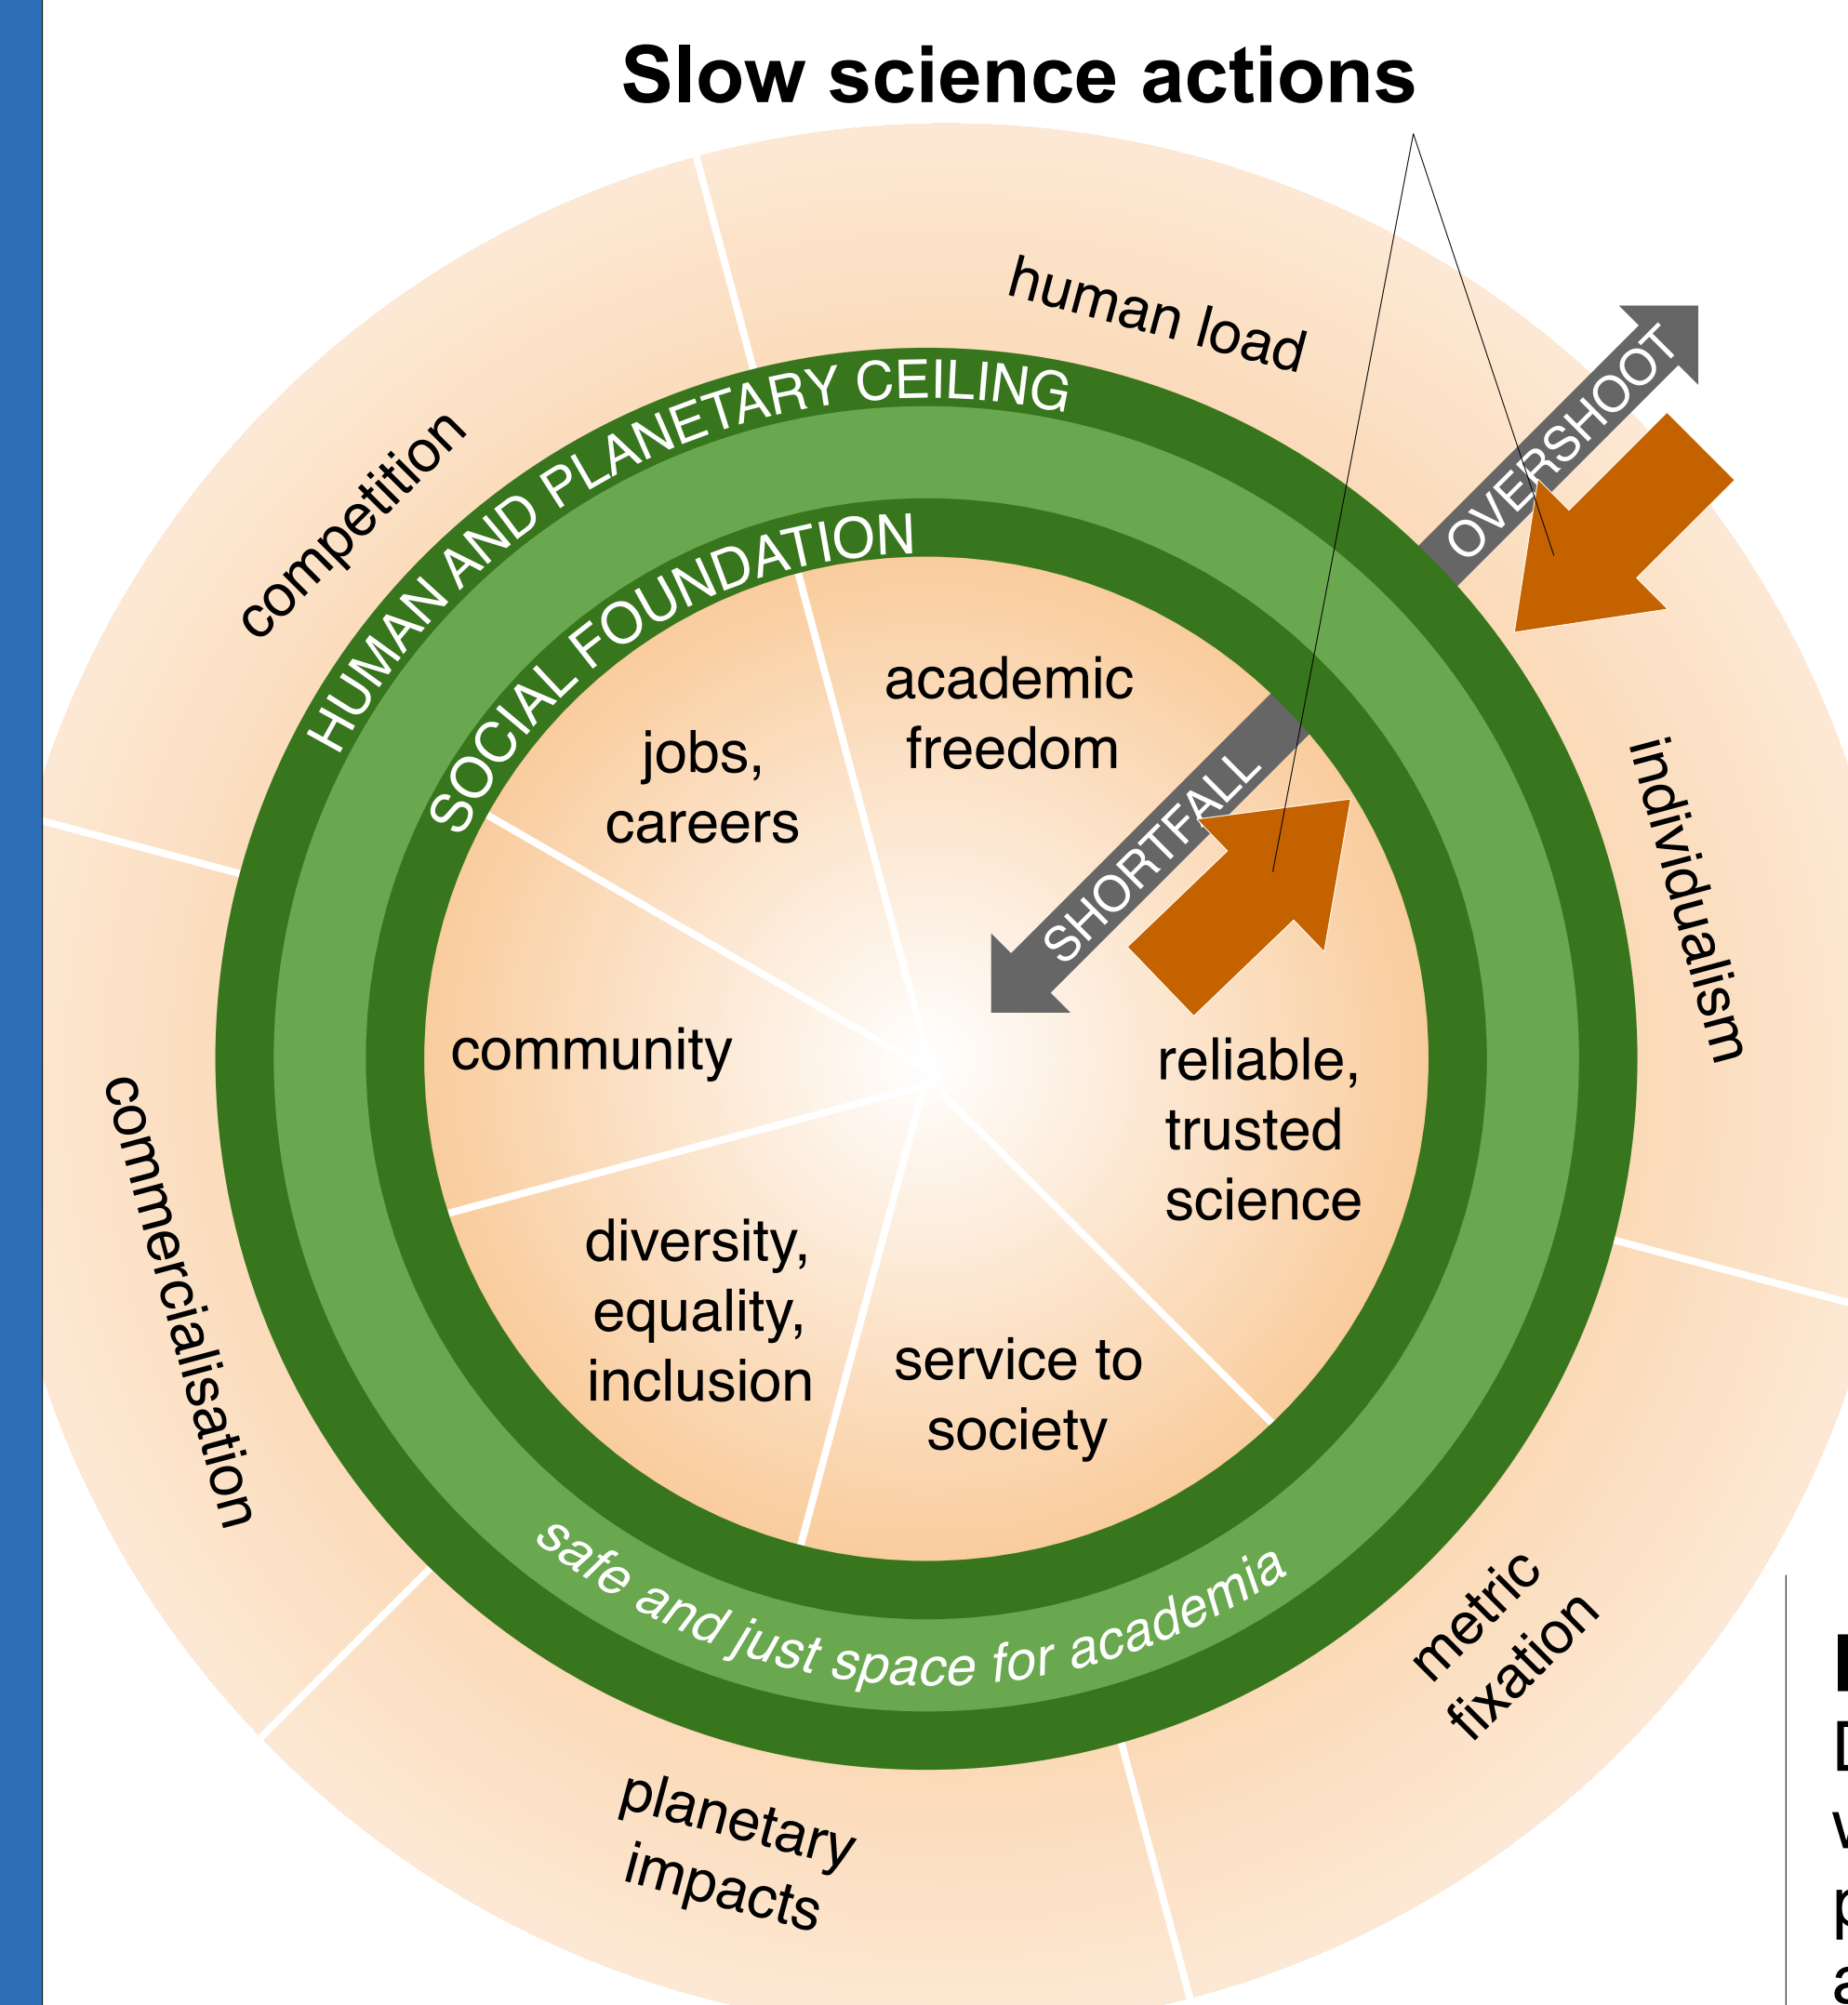 Slow science actions
human load
competition
HUMAN AND PLANETARY CEILING
OVERSHOOT
SOCIAL FOUNDATION
academic
freedom
jobs,
careers
SHORTFALL
individualism
community
reliable,
trusted
science
commercialisation
diversity,
equality,
inclusion
service to
society
safe and just space for academia
metric
fixation
planetary
impacts